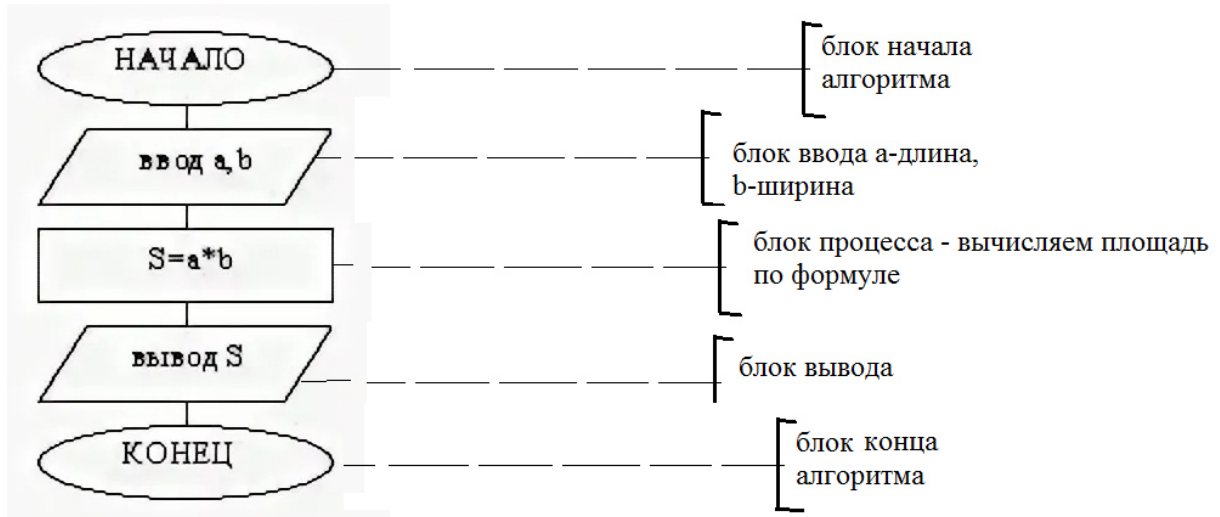 НАЧАЛО
блок начала
алгоритма
ввод a,b
блок ввода a-длина,
b-ширина
S=a*b
блок процесса - вычисляем площадь
по формуле
вывод S
блок вывода
КОНЕЦ
блок конца
алгоритма